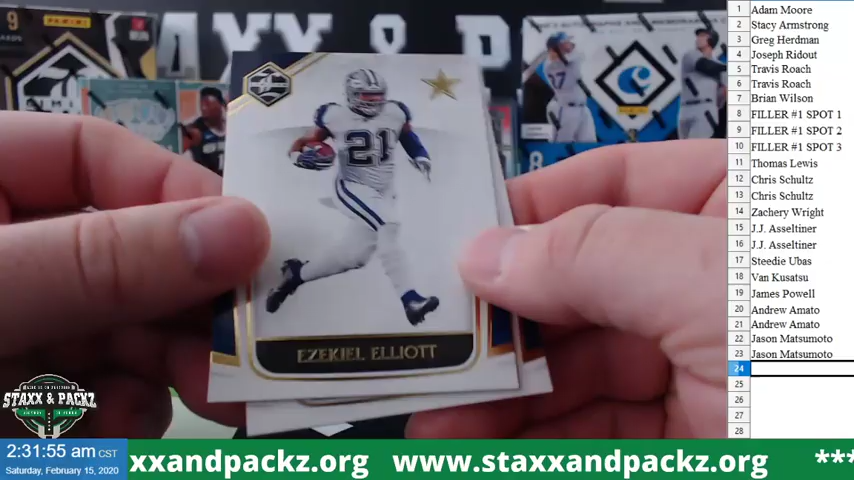 AXX & P
9
PANINI
LIMITED
21
17
EZEKIEL ELLIOTT
1 Adam Moore
2 Stacy Armstrong
3 Greg Herdman
4 Joseph Ridout
5 Travis Roach
6 Travis Roach
7 Brian Wilson
8 FILLER #1 SPOT 1
9 FILLER #1 SPOT 2
10 FILLER #1 SPOT 3
11 Thomas Lewis
12 Chris Schultz
13 Chris Schultz
14 Zachery Wright
15 J.J. Asseltiner
16 J.J. Asseltiner
17 Steedie Ubas
18 Van Kusatsu
19 James Powell
20 Andrew Amato
21 Andrew Amato
22 Jason Matsumoto
23 Jason Matsumoto
24
25
26
27
28
STAXX & PACKZ
2:31:55 am CST
Saturday, February 15, 2020
xxandpackz.org www.staxxandpackz.org ***